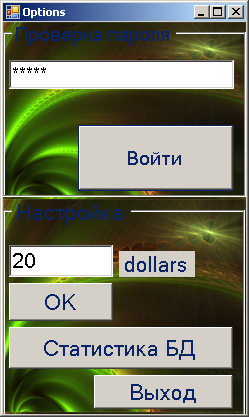 Options
Проверка пароля
*****
Войти
Настройка
20
dollars
OK
Статистика БД
Выход